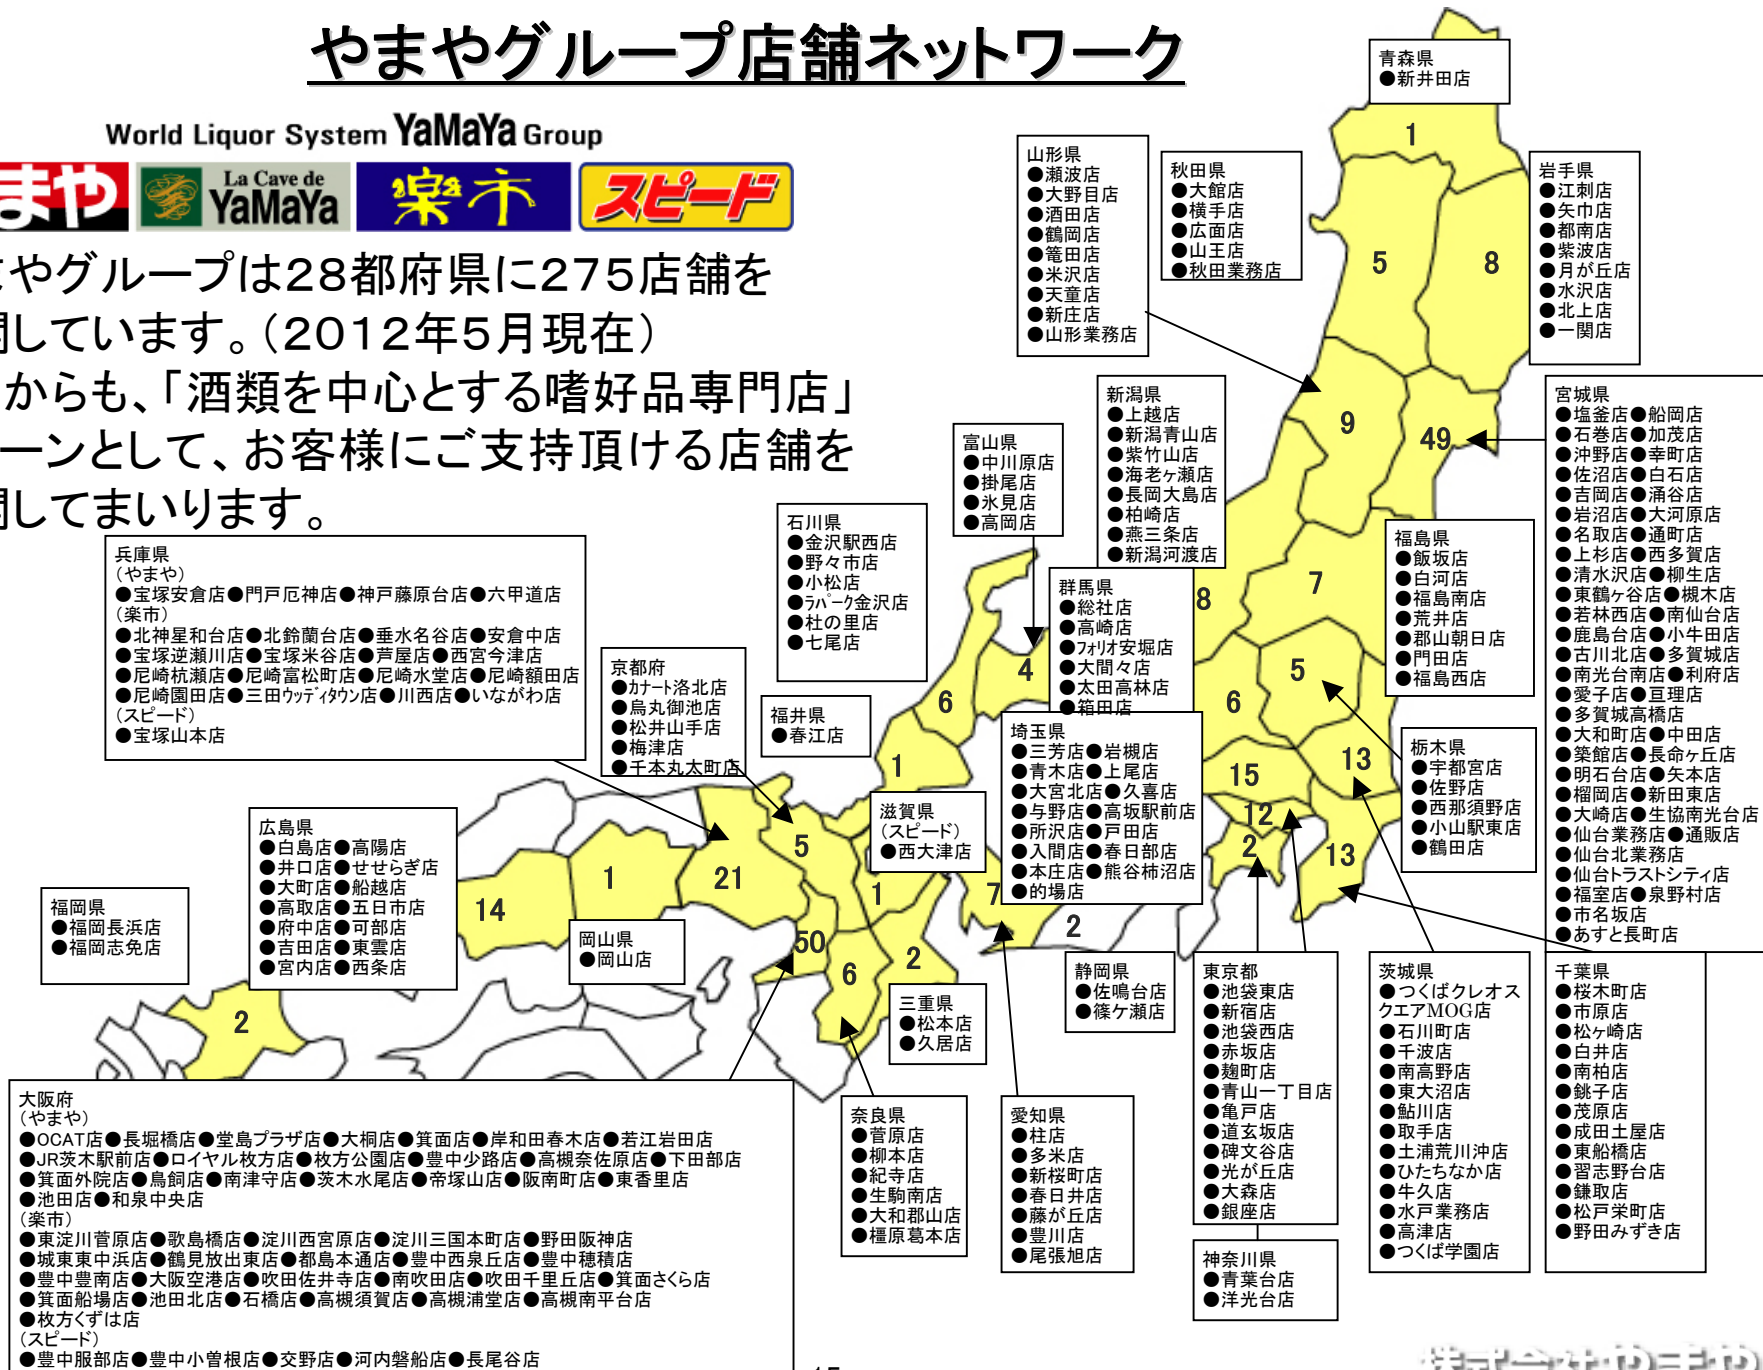 やまやグループ店舗ネットワーク
World Liquor System YaMaYa Group
まや
La Cave de
YaMaYa
楽市
スピード
やグループは28都府県に275店舗を
しています。(2012年5月現在)
からも、「酒類を中心とする嗜好品専門店」
ーンとして、お客様にご支持頂ける店舗を
してまいります。
青森県
●新井田店
1
山形県
●瀬波店
●大野目店
●酒田店
●鶴岡店
●篭田店
●米沢店
●天童店
●新庄店
●山形業務店
秋田県
●大館店
●横手店
●広面店
●山王店
●秋田業務店
岩手県
●江刺店
●矢巾店
●都南店
●紫波店
●月が丘店
●水沢店
●北上店
●一関店
5
8
9
49
新潟県
●上越店
●新潟青山店
●紫竹山店
●海老ヶ瀬店
●長岡大島店
●柏崎店
●燕三条店
●新潟河渡店
富山県
●中川原店
●掛尾店
●氷見店
●高岡店
石川県
●金沢駅西店
●野々市店
●小松店
●ラパーク金沢店
●杜の里店
●七尾店
宮城県
●塩釜店●船岡店
●石巻店●加茂店
●沖野店●幸町店
●佐沼店●白石店
●吉岡店●涌谷店
●岩沼店●大河原店
●名取店●通町店
●上杉店●西多賀店
●清水沢店●柳生店
●東鶴ヶ谷店●槻木店
●若林西店●南仙台店
●鹿島台店●小牛田店
●古川北店●多賀城店
●南光台南店●利府店
●愛子店●亘理店
●多賀城高橋店
●大和町店●中田店
●築館店●長命ヶ丘店
●明石台店●矢本店
●榴岡店●新田東店
●大崎店●生協南光台店
●仙台業務店●通販店
●仙台北業務店
●仙台トラストシティ店
●福室店●泉野村店
●市名坂店
●あすと長町店
福島県
●飯坂店
●白河店
●福島南店
●荒井店
●郡山朝日店
●門田店
●福島西店
兵庫県
(やまや)
●宝塚安倉店●門戸厄神店●神戸藤原台店●六甲道店
(楽市)
●北神星和台店●北鈴蘭台店●垂水名谷店●安倉中店
●宝塚逆瀬川店●宝塚米谷店●芦屋店●西宮今津店
●尼崎杭瀬店●尼崎富松町店●尼崎水堂店●尼崎額田店
●尼崎園田店●三田ウッディタウン店●川西店●いながわ店
(スピード)
●宝塚山本店
群馬県
●総社店
●高崎店
●フォリオ安堀店
●大間々店
●太田高林店
●箱田店
8
7
京都府
●カナート洛北店
●烏丸御池店
●松井山手店
●梅津店
●千本丸太町店
福井県
●春江店
4
6
6
5
1
埼玉県
●三芳店●岩槻店
●青木店●上尾店
●大宮北店●久喜店
●与野店●高坂駅前店
●所沢店●戸田店
●入間店●春日部店
●本庄店●熊谷柿沼店
●的場店
15
13
12
2
13
栃木県
●宇都宮店
●佐野店
●西那須野店
●小山駅東店
●鶴田店
滋賀県
(スピード)
●西大津店
広島県
●白島店●高陽店
●井口店●せせらぎ店
●大町店●船越店
●高取店●五日市店
●府中店●可部店
●吉田店●東雲店
●宮内店●西条店
14
1
21
5
1
7
2
50
6
2
福岡県
●福岡長浜店
●福岡志免店
2
岡山県
●岡山店
三重県
●松本店
●久居店
静岡県
●佐鳴台店
●篠ケ瀬店
東京都
●池袋東店
●新宿店
●池袋西店
●赤坂店
●麹町店
●青山一丁目店
●亀戸店
●道玄坂店
●碑文谷店
●光が丘店
●大森店
●銀座店
茨城県
●つくばクレオス
クエアMOG店
●石川町店
●千波店
●南高野店
●東大沼店
●鮎川店
●取手店
●土浦荒川沖店
●ひたちなか店
●牛久店
●水戸業務店
●高津店
●つくば学園店
千葉県
●桜木町店
●市原店
●松ヶ崎店
●白井店
●南柏店
●銚子店
●茂原店
●成田土屋店
●東船橋店
●習志野台店
●鎌取店
●松戸栄町店
●野田みずき店
大阪府
(やまや)
●OCAT店●長堀橋店●堂島プラザ店●大桐店●箕面店●岸和田春木店●若江岩田店
●JR茨木駅前店●ロイヤル枚方店●枚方公園店●豊中少路店●高槻奈佐原店●下田部店
●箕面外院店●鳥飼店●南津守店●茨木水尾店●帝塚山店●阪南町店●東香里店
●池田店●和泉中央店
(楽市)
●東淀川菅原店●歌島橋店●淀川西宮原店●淀川三国本町店●野田阪神店
●城東東中浜店●鶴見放出東店●都島本通店●豊中西泉丘店●豊中穂積店
●豊中豊南店●大阪空港店●吹田佐井寺店●南吹田店●吹田千里丘店●箕面さくら店
●箕面船場店●池田北店●石橋店●高槻須賀店●高槻浦堂店●高槻南平台店
●枚方くずは店
(スピード)
●豊中服部店●豊中小曽根店●交野店●河内磐船店●長尾谷店
奈良県
●菅原店
●柳本店
●紀寺店
●生駒南店
●大和郡山店
●橿原葛本店
愛知県
●柱店
●多米店
●新桜町店
●春日井店
●藤が丘店
●豊川店
●尾張旭店
神奈川県
●青葉台店
●洋光台店
株式会社やまや